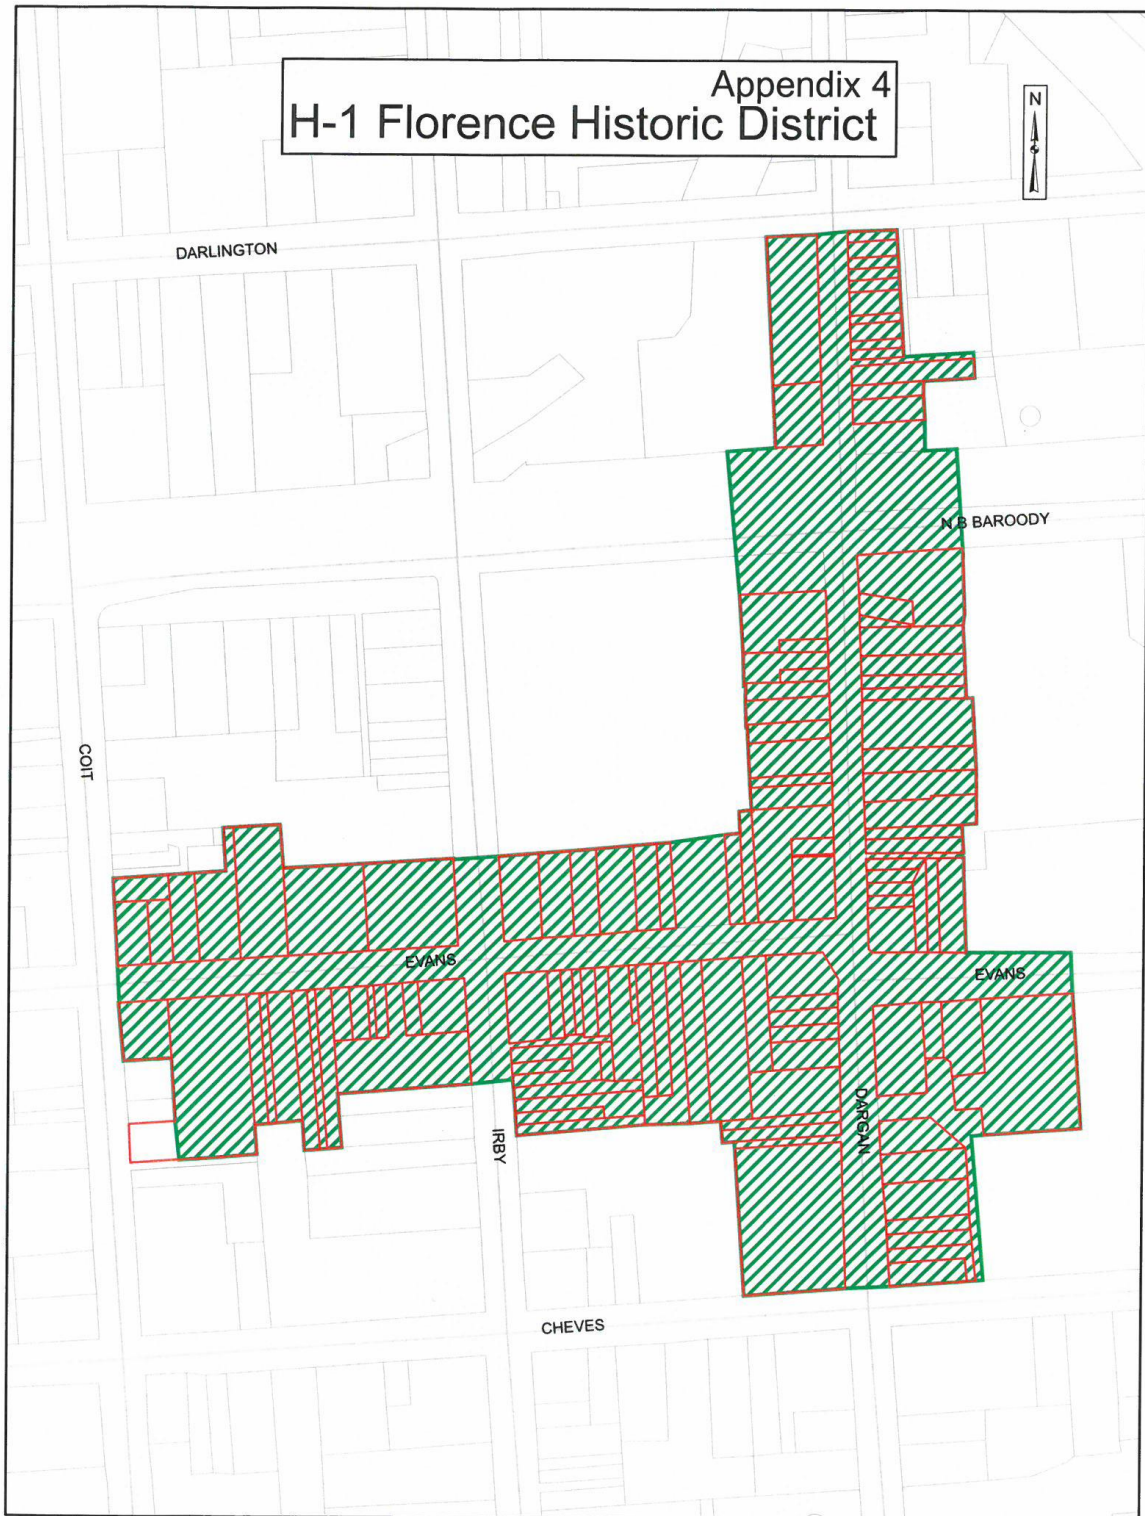 Appendix 4
H-1 Florence Historic District
N
DARLINGTON
N B BAROODY
COIT
EVANS
EVANS
DARGAN
IRBY
CHEVES